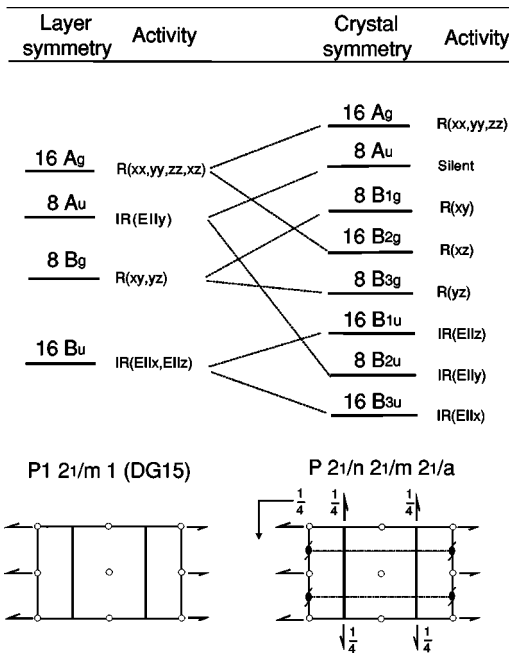 Layer symmetry Activity Crystal symmetry Activity
16 Ag R(xx,yy,zz)
16 Ag R(xx,yy,zz,xz) 8 Au Silent
8 Au IR(E||y) 8 B1g R(xy)
16 B2g R(xz)
8 Bg R(xy,yz) 8 B3g R(yz)
16 B1u IR(E||z)
16 Bu IR(E||x,E||z) 8 B2u IR(E||y)
16 B3u IR(E||x)
P1 21/m 1 (DG15) P 21/n 21/m 21/a
1/4 1/4 1/4
1/4 1/4